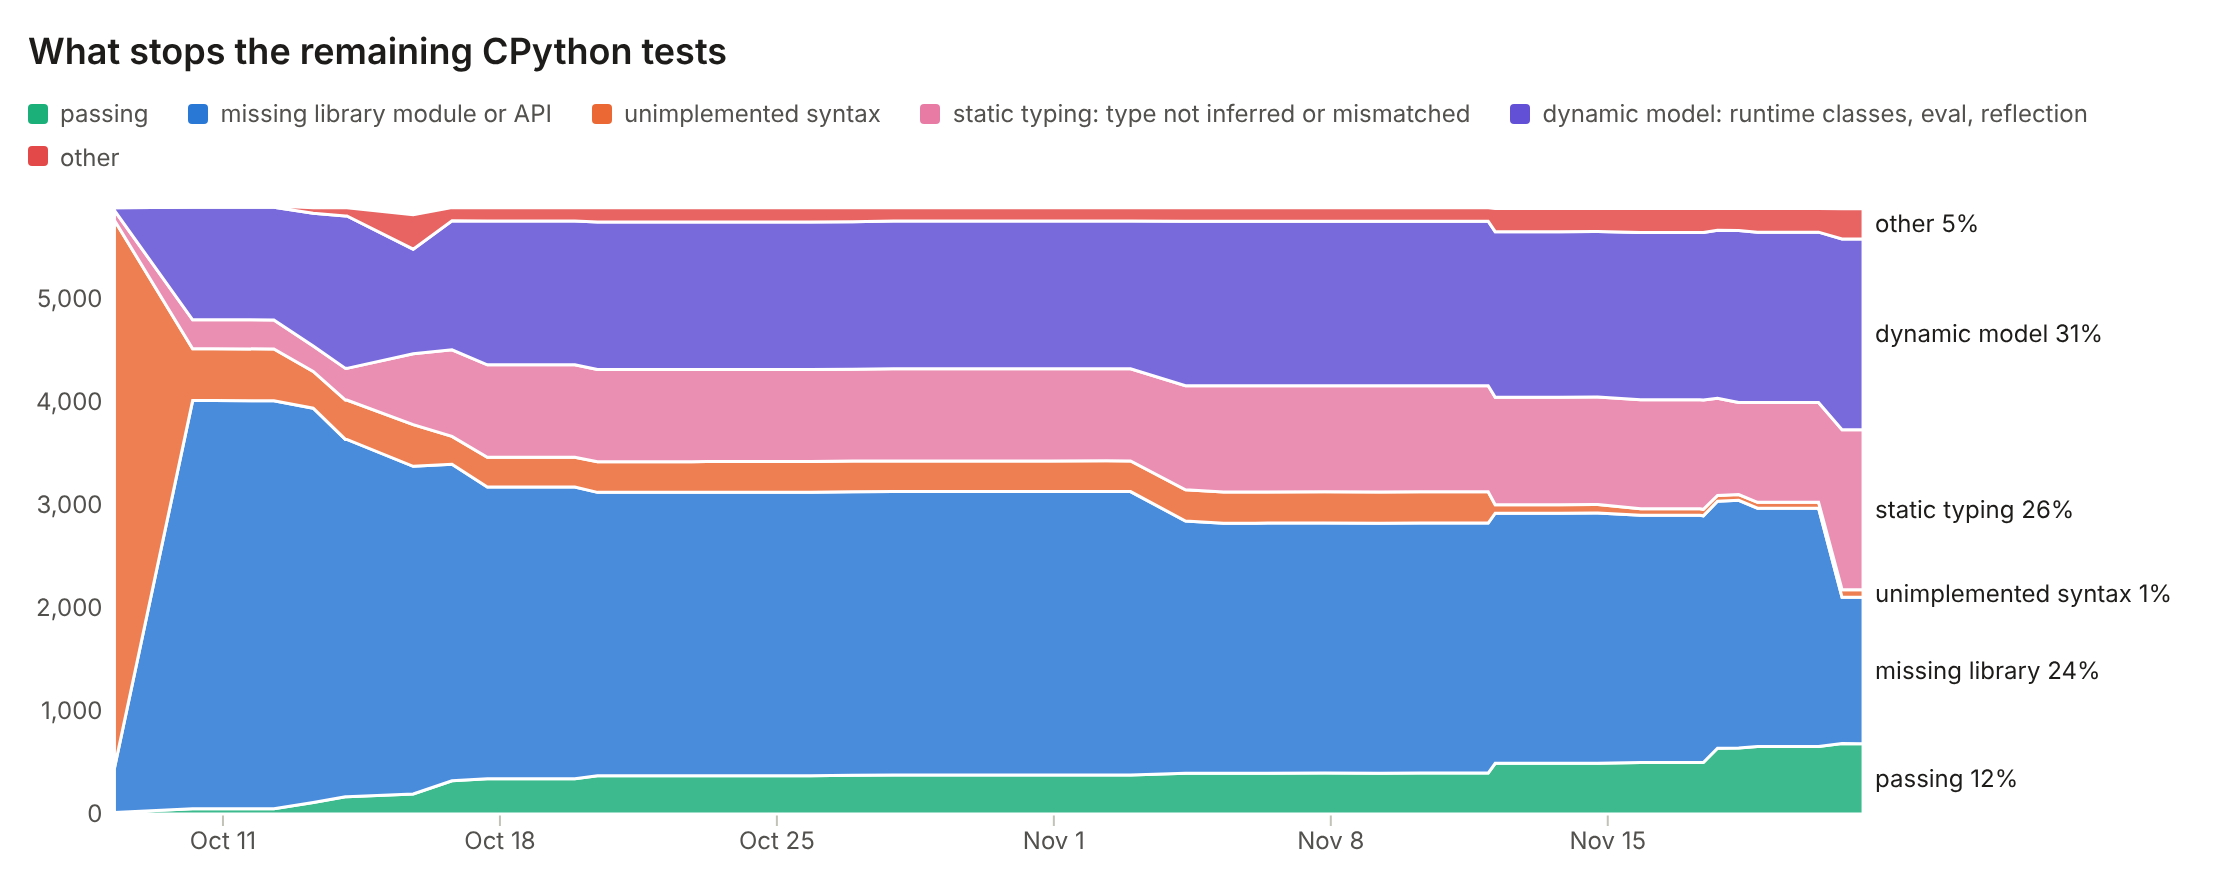 What stops the remaining CPython tests
passing
missing library module or API
unimplemented syntax
static typing: type not inferred or mismatched
dynamic model: runtime classes, eval, reflection
other
5,000
4,000
3,000
2,000
1,000
0
other 5%
dynamic model 31%
static typing 26%
unimplemented syntax 1%
missing library 24%
passing 12%
Oct 11
Oct 18
Oct 25
Nov 1
Nov 8
Nov 15